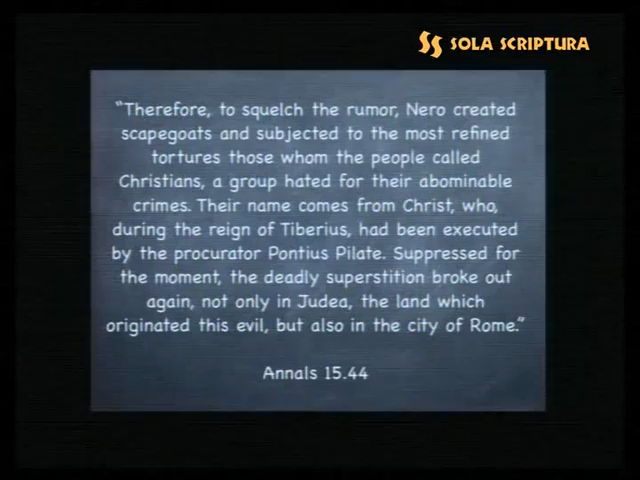 SOLA SCRIPTURA
"Therefore, to squelch the rumor, Nero created
scapegoats and subjected to the most refined
tortures those whom the people called
Christians, a group hated for their abominable
crimes. Their name comes from Christ, who,
during the reign of Tiberius, had been executed
by the procurator Pontius Pilate. Suppressed for
the moment, the deadly superstition broke out
again, not only in Judea, the land which
originated this evil, but also in the city of Rome."
Annals 15.44